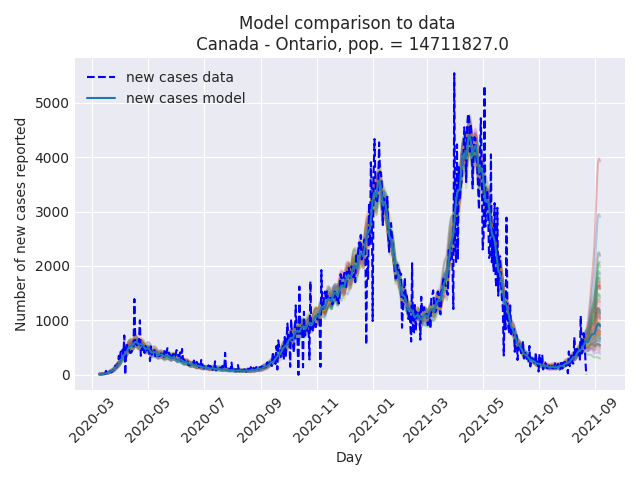 Model comparison to data
Canada - Ontario, pop. = 14711827.0
new cases data
new cases model
Number of new cases reported
5000
4000
3000
2000
1000
0
2020-03
2020-05
2020-07
2020-09
2020-11
2021-01
2021-03
2021-05
2021-07
2021-09
Day